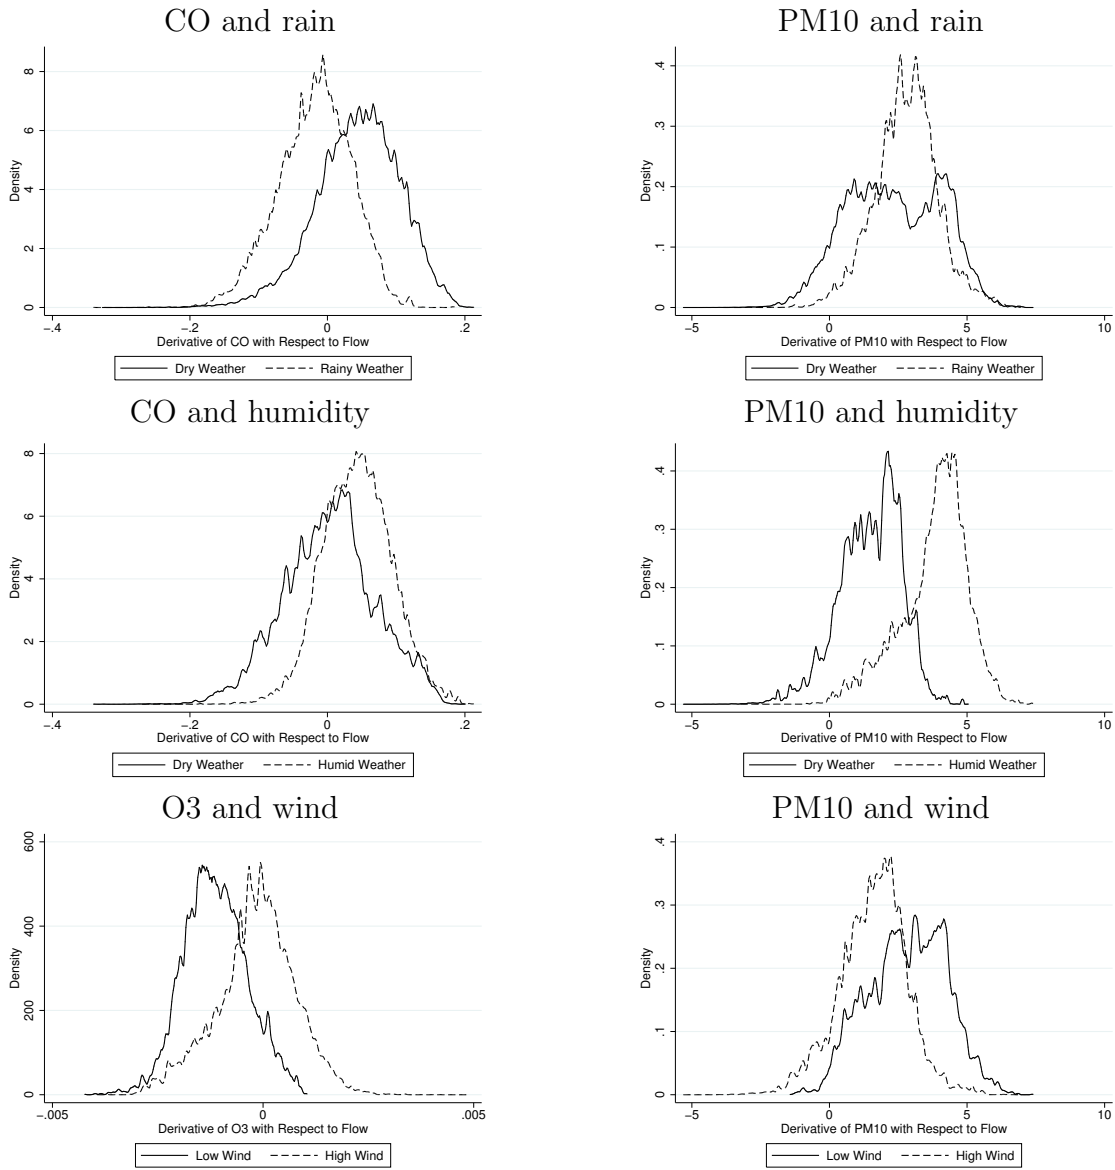 CO and rain
Density
8
6
4
2
0
−.4 −.2 0 .2
Derivative of CO with Respect to Flow
Dry Weather Rainy Weather
PM10 and rain
Density
.4
.3
.2
.1
0
−5 0 5 10
Derivative of PM10 with Respect to Flow
Dry Weather Rainy Weather
CO and humidity
Density
8
6
4
2
0
−.4 −.2 0 .2
Derivative of CO with Respect to Flow
Dry Weather Humid Weather
PM10 and humidity
Density
.4
.3
.2
.1
0
−5 0 5 10
Derivative of PM10 with Respect to Flow
Dry Weather Humid Weather
O3 and wind
Density
600
400
200
0
−.005 0 .005
Derivative of O3 with Respect to Flow
Low Wind High Wind
PM10 and wind
Density
.4
.3
.2
.1
0
−5 0 5 10
Derivative of PM10 with Respect to Flow
Low Wind High Wind